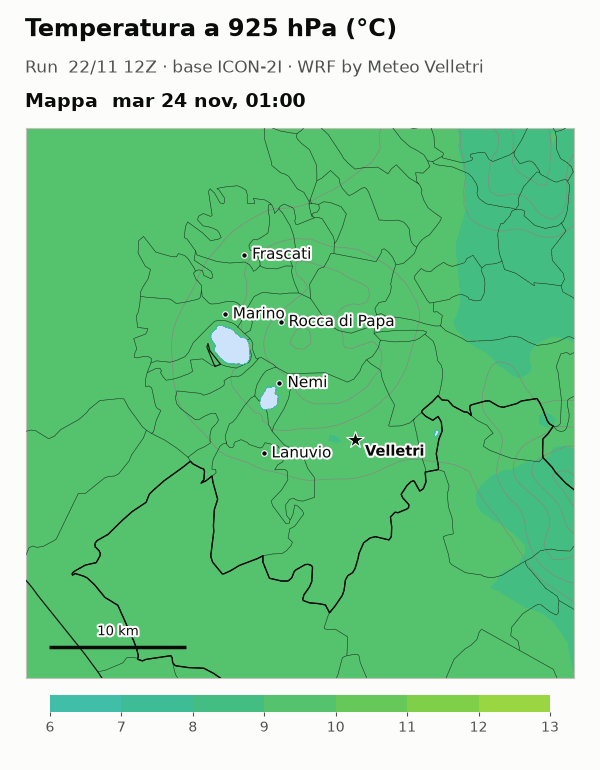 Temperatura a 925 hPa (°C)
Run  22/11 12Z · base ICON-2I · WRF by Meteo Velletri
Mappa  mar 24 nov, 01:00
Frascati
Marino
Rocca di Papa
Nemi
Velletri
Lanuvio
10 km
6 7 8 9 10 11 12 13